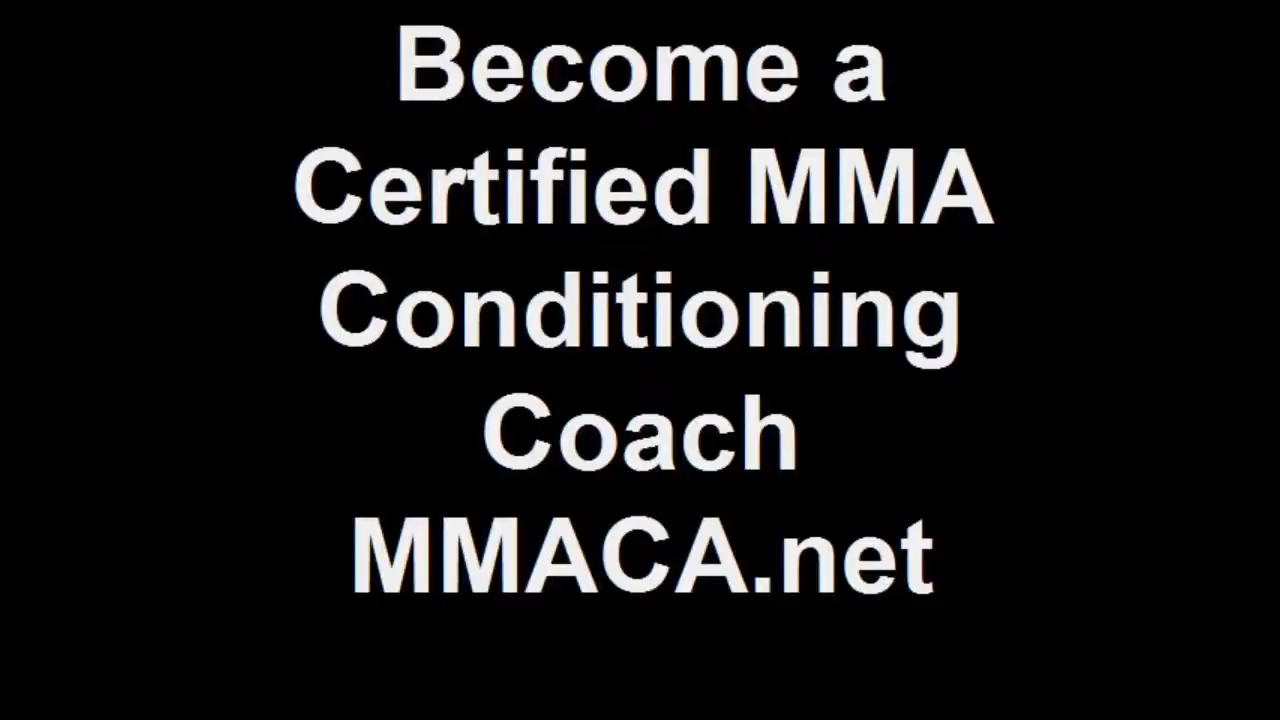 Become a
Certified MMA
Conditioning
Coach
MMACA.net